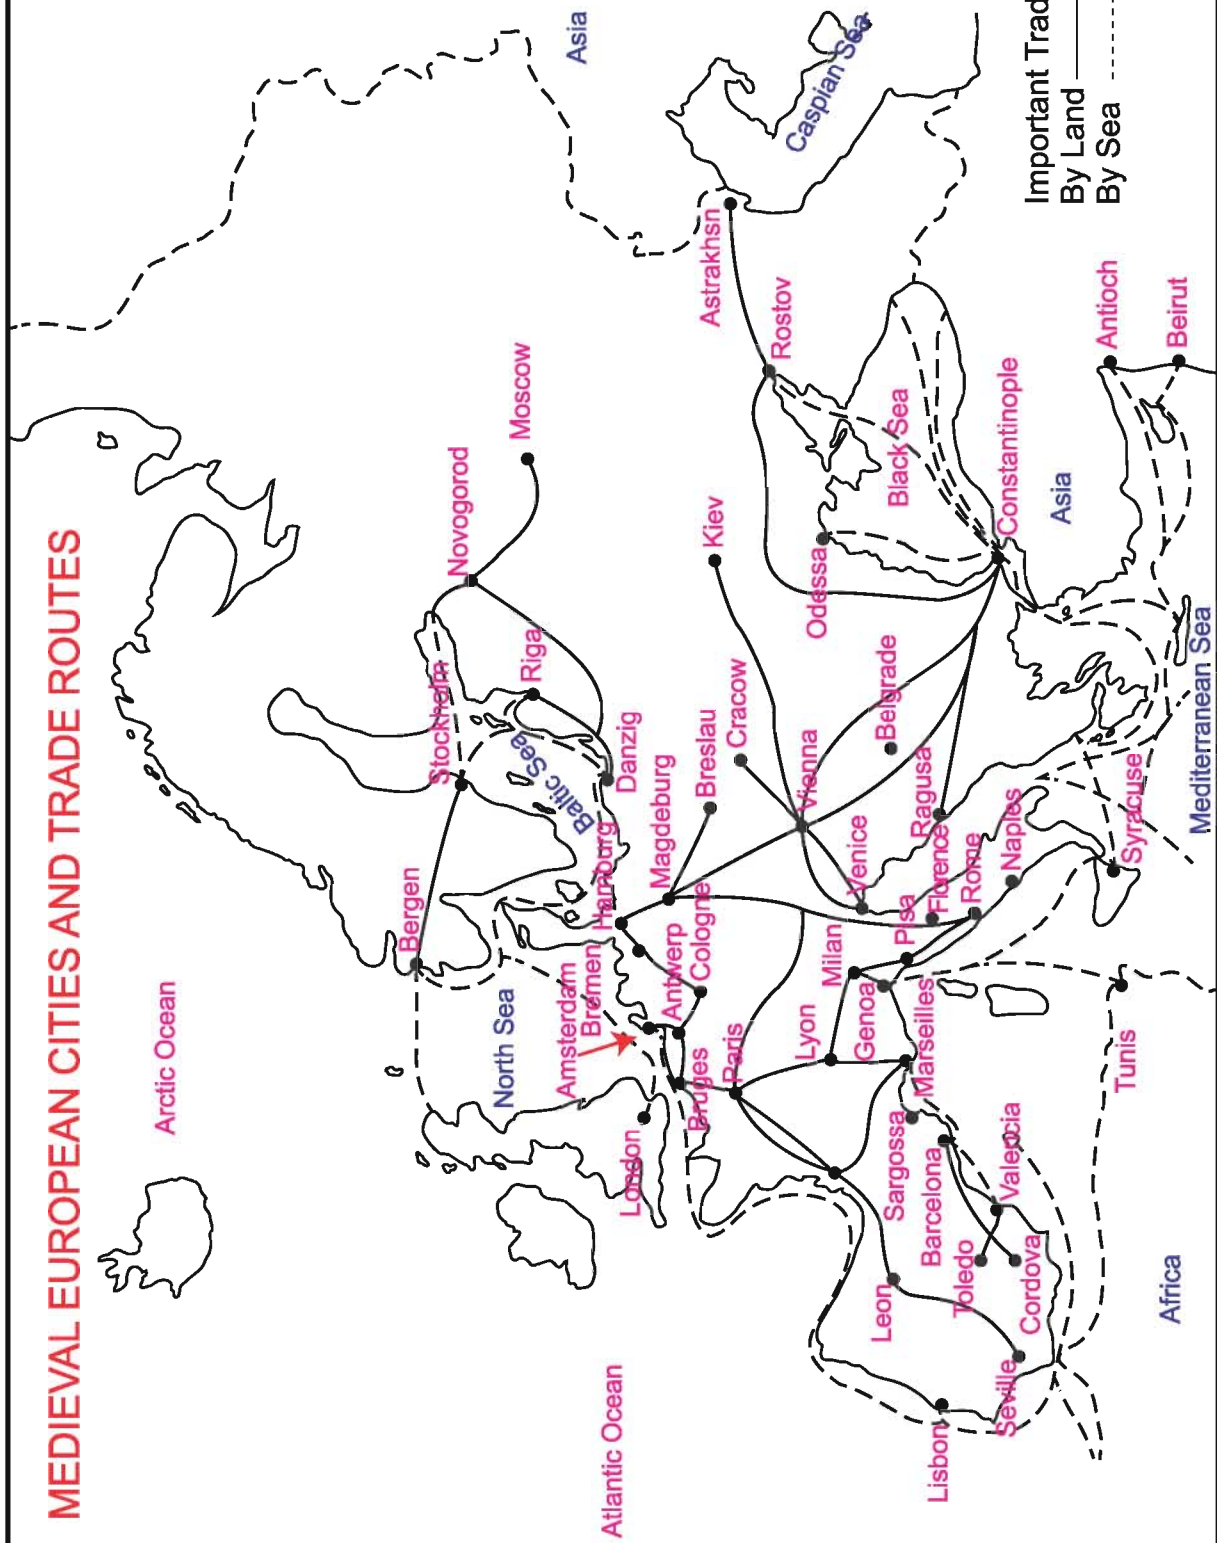 MEDIEVAL EUROPEAN CITIES AND TRADE ROUTES
Arctic Ocean
Asia
Bergen
Stockholm
Novogorod
Moscow
North Sea
Baltic Sea
Riga
Danzig
Atlantic Ocean
London
Amsterdam
Bremen
Hamburg
Magdeburg
Antwerp
Cologne
Breslau
Cracow
Kiev
Astrakhsn
Caspian Sea
Bruges
Paris
Rostov
Lyon
Milan
Venice
Vienna
Odessa
Genoa
Marseilles
Pisa
Florence
Ragusa
Belgrade
Black Sea
Sargossa
Leon
Barcelona
Rome
Naples
Constantinople
Lisbon
Toledo
Valencia
Seville
Cordova
Asia
Antioch
Tunis
Syracuse
Beirut
Africa
Mediterranean Sea
Important Trad
By Land
By Sea